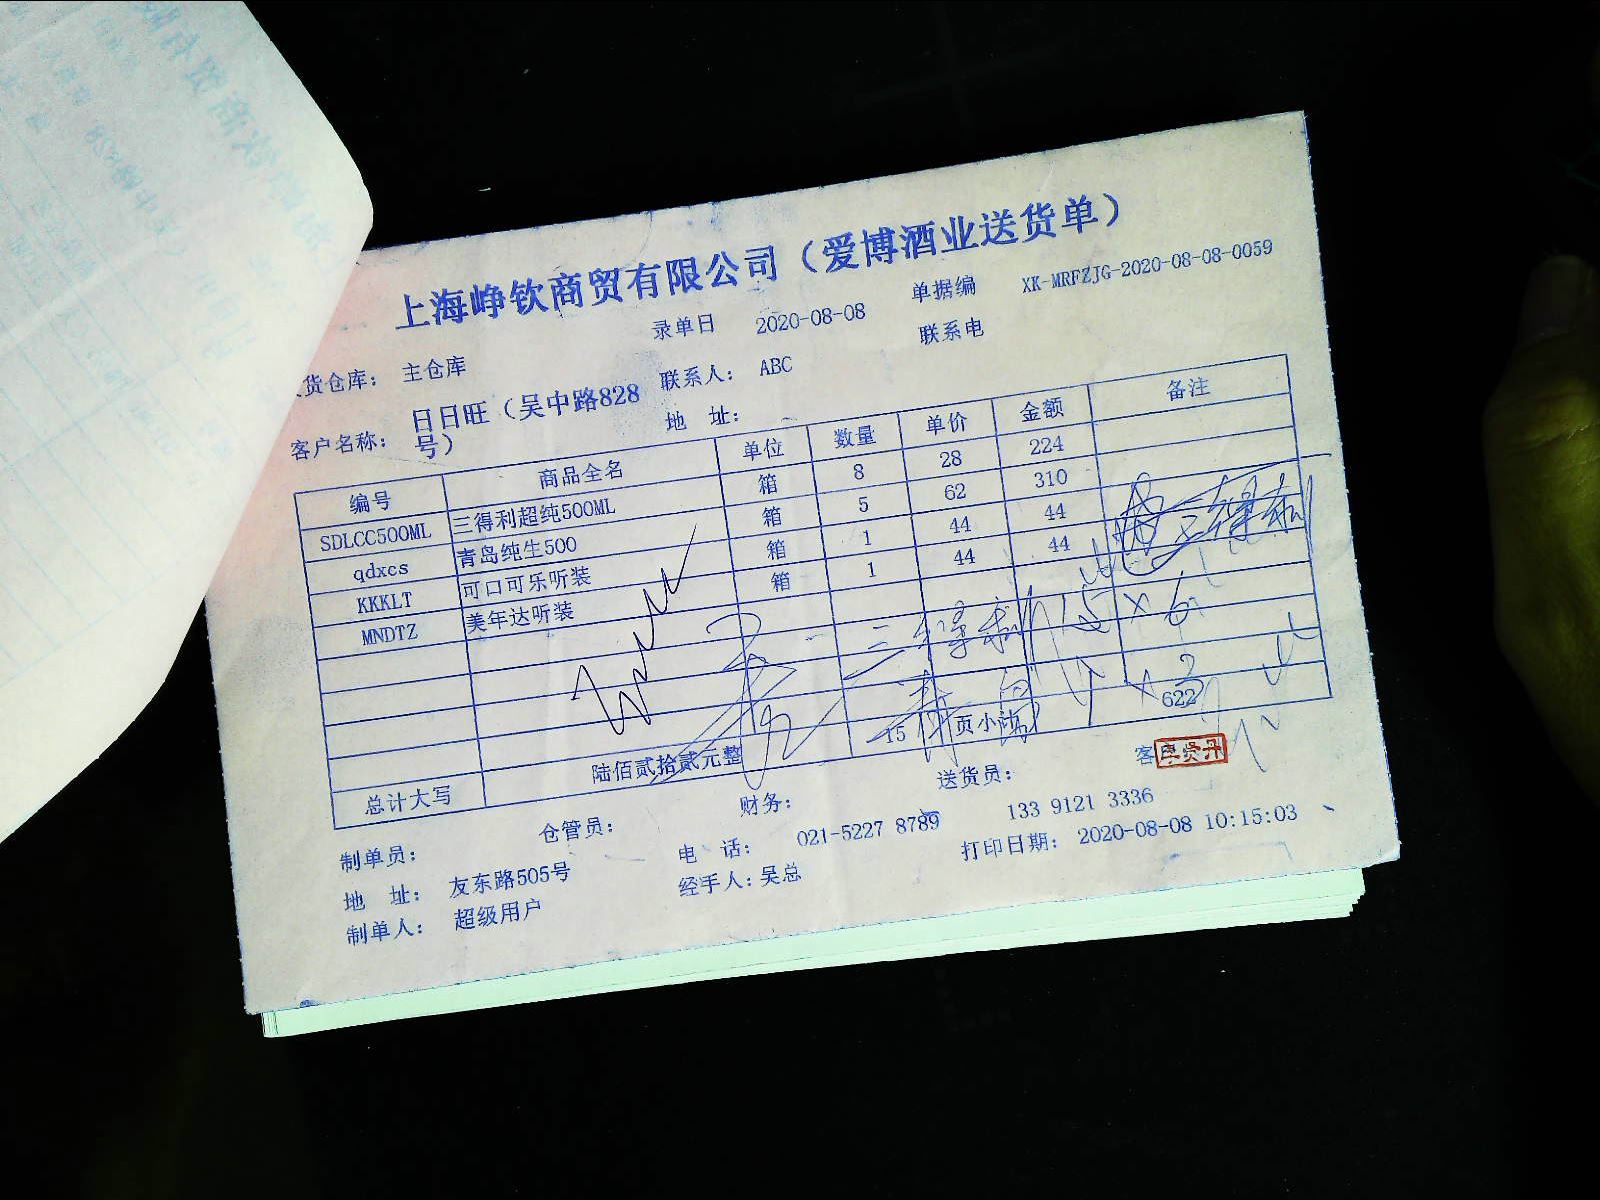 上海峥钦商贸有限公司（爱博酒业送货单）
录单日 2020-08-08 单据编 XK-MRFZJG-2020-08-08-0059
货仓库： 主仓库 联系人： ABC 联系电
客户名称： 日日旺（吴中路828号） 地 址：
编号 商品全名 单位 数量 单价 金额 备注
SDLCC500ML 三得利超纯500ML 箱 8 28 224
qdxcs 青岛纯生500 箱 5 62 310
KKKLT 可口可乐听装 箱 1 44 44
MNDTZ 美年达听装 箱 1 44 44
三得利 15×6
青岛 4×3
总计大写 陆佰贰拾贰元整 15 页小 622
制单员： 仓管员： 财务： 送货员： 客
地 址： 友东路505号 电 话： 021-5227 8789 133 9121 3336
制单人： 超级用户 经手人：吴总 打印日期： 2020-08-08 10:15:03